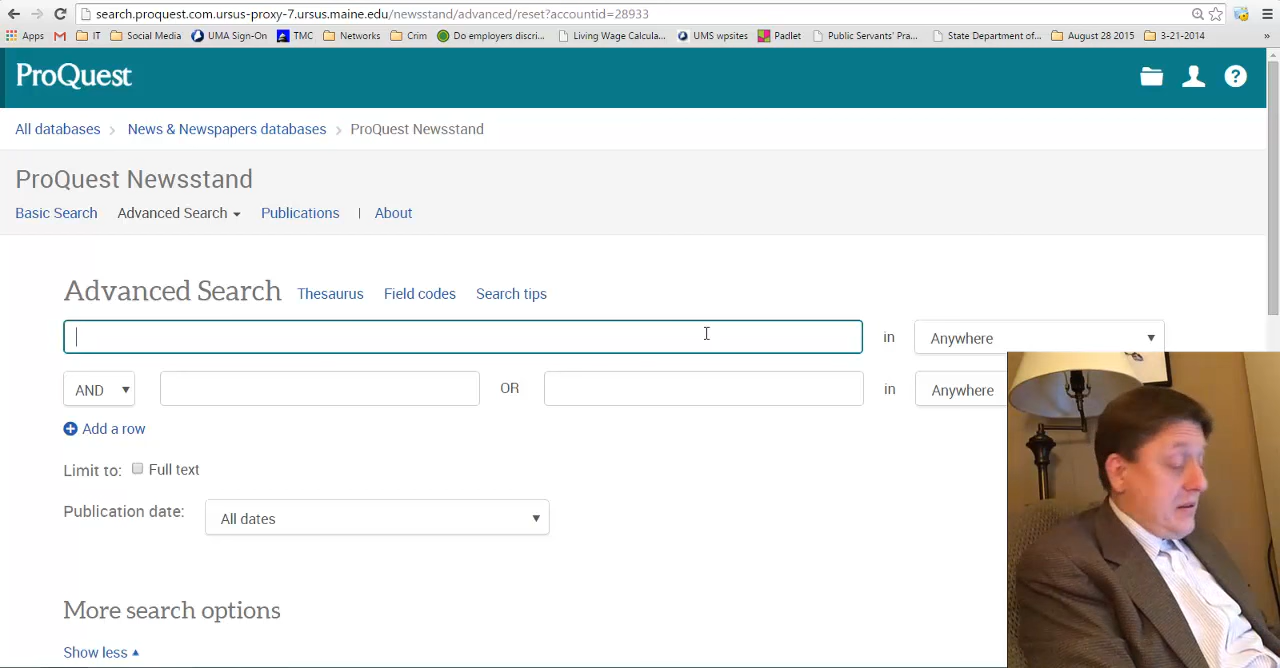 search.proquest.com.ursus-proxy-7.ursus.maine.edu/newsstand/advanced/reset?accountid=28933
Apps IT Social Media UMA Sign-On TMC Networks Crim Do employers discri... Living Wage Calcula... UMS wpsites Padlet Public Servants' Pra... State Department of... August 28 2015 3-21-2014 »
ProQuest
All databases > News & Newspapers databases > ProQuest Newsstand
ProQuest Newsstand
Basic Search Advanced Search Publications | About
Advanced Search Thesaurus Field codes Search tips
in Anywhere
AND OR in Anywhere
Add a row
Limit to: Full text
Publication date: All dates
More search options
Show less